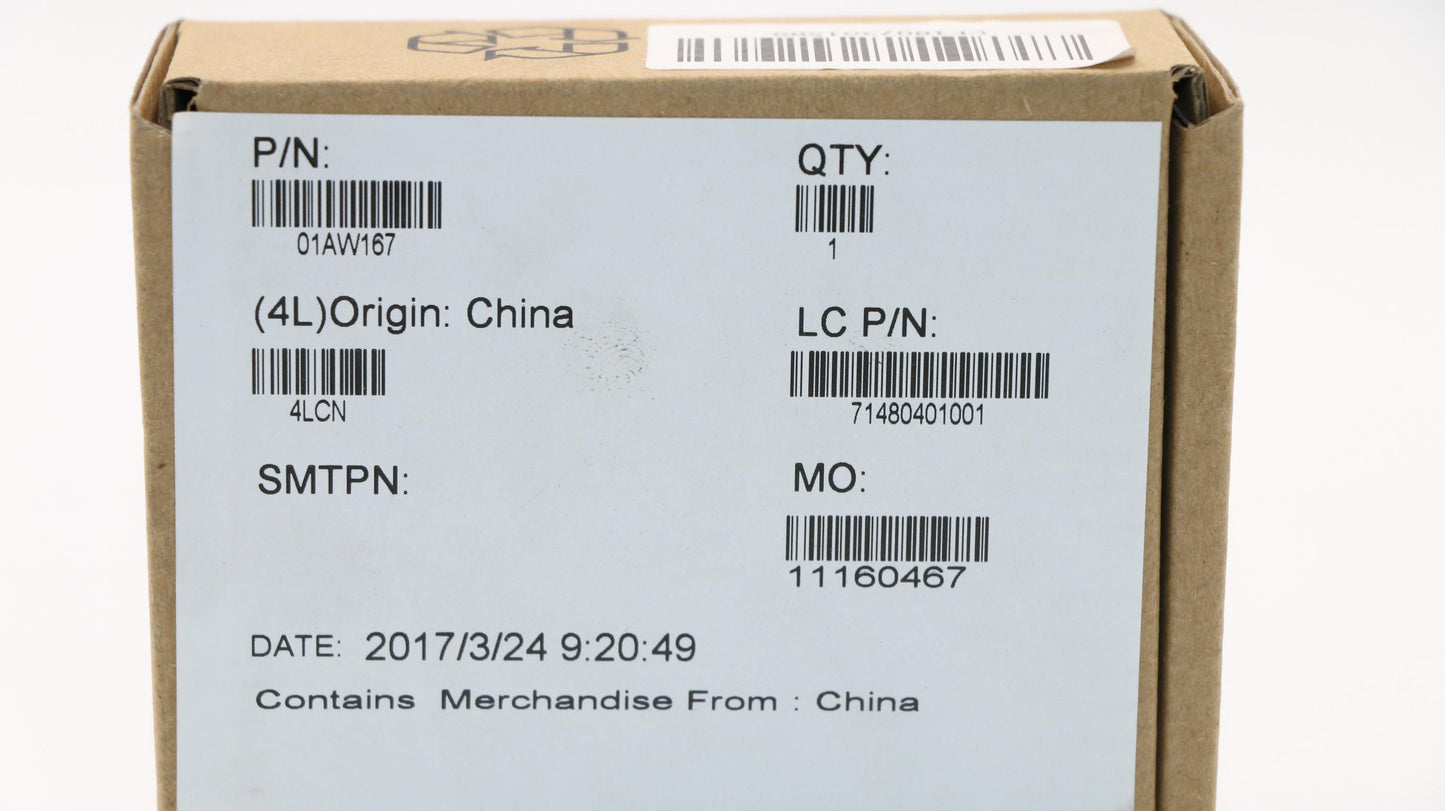 P/N:
01AW167
QTY:
1
(4L)Origin: China
4LCN
LC P/N:
71480401001
SMTPN:
MO:
11160467
DATE: 2017/3/24 9:20:49
Contains Merchandise From : China